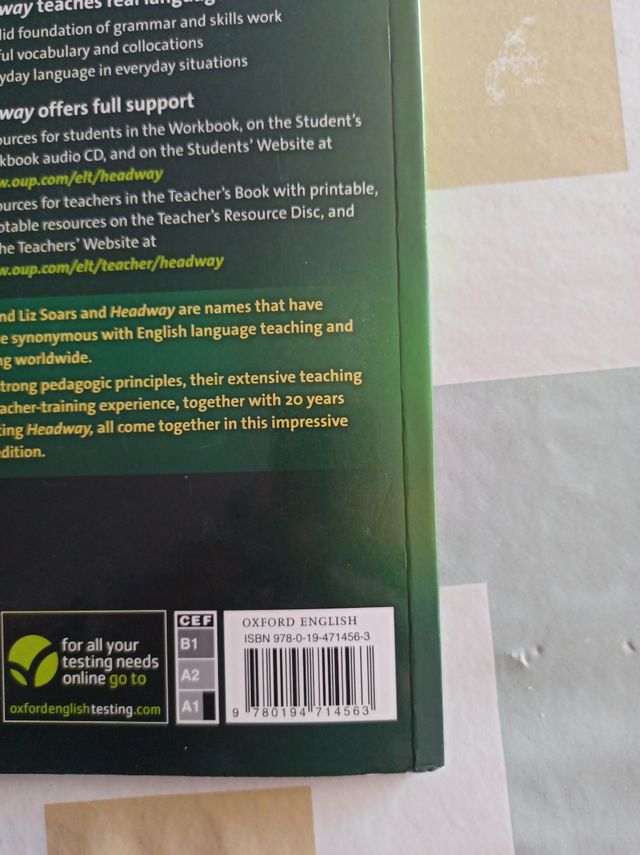 way teaches real language
lid foundation of grammar and skills work
ful vocabulary and collocations
yday language in everyday situations
way offers full support
ources for students in the Workbook, on the Student's
kbook audio CD, and on the Students' Website at
w.oup.com/elt/headway
ources for teachers in the Teacher's Book with printable,
ptable resources on the Teacher's Resource Disc, and
he Teachers' Website at
w.oup.com/elt/teacher/headway
nd Liz Soars and Headway are names that have
e synonymous with English language teaching and
ng worldwide.
trong pedagogic principles, their extensive teaching
acher-training experience, together with 20 years
ting Headway, all come together in this impressive
dition.
for all your
testing needs
online go to
oxfordenglishtesting.com
CEF
B1
A2
A1
OXFORD ENGLISH
ISBN 978-0-19-471456-3
9 780194 714563